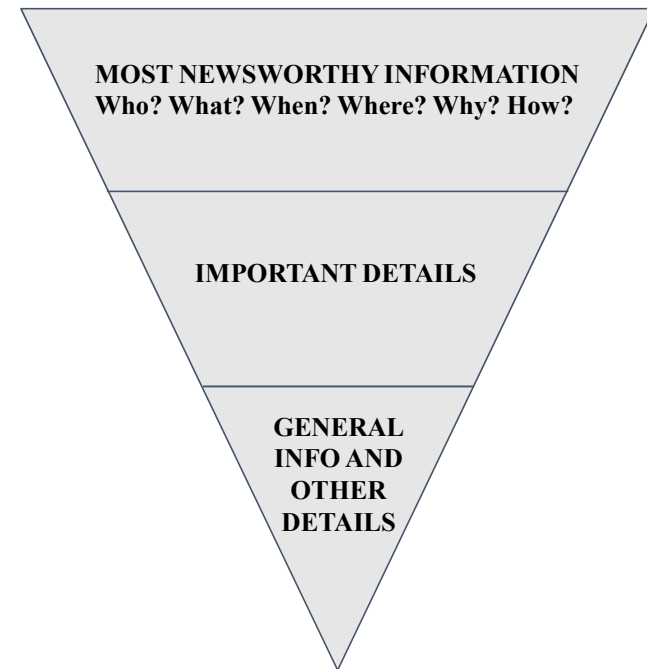 MOST NEWSWORTHY INFORMATION
Who? What? When? Where? Why? How?
IMPORTANT DETAILS
GENERAL
INFO AND
OTHER
DETAILS